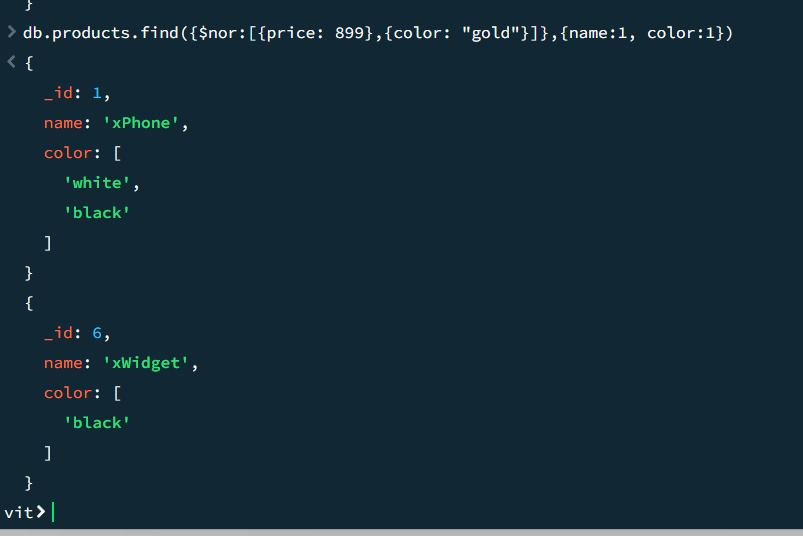 }
> db.products.find({$nor:[{price: 899},{color: "gold"}]},{name:1, color:1})
< {
_id: 1,
name: 'xPhone',
color: [
'white',
'black'
]
}
{
_id: 6,
name: 'xWidget',
color: [
'black'
]
}
vit>